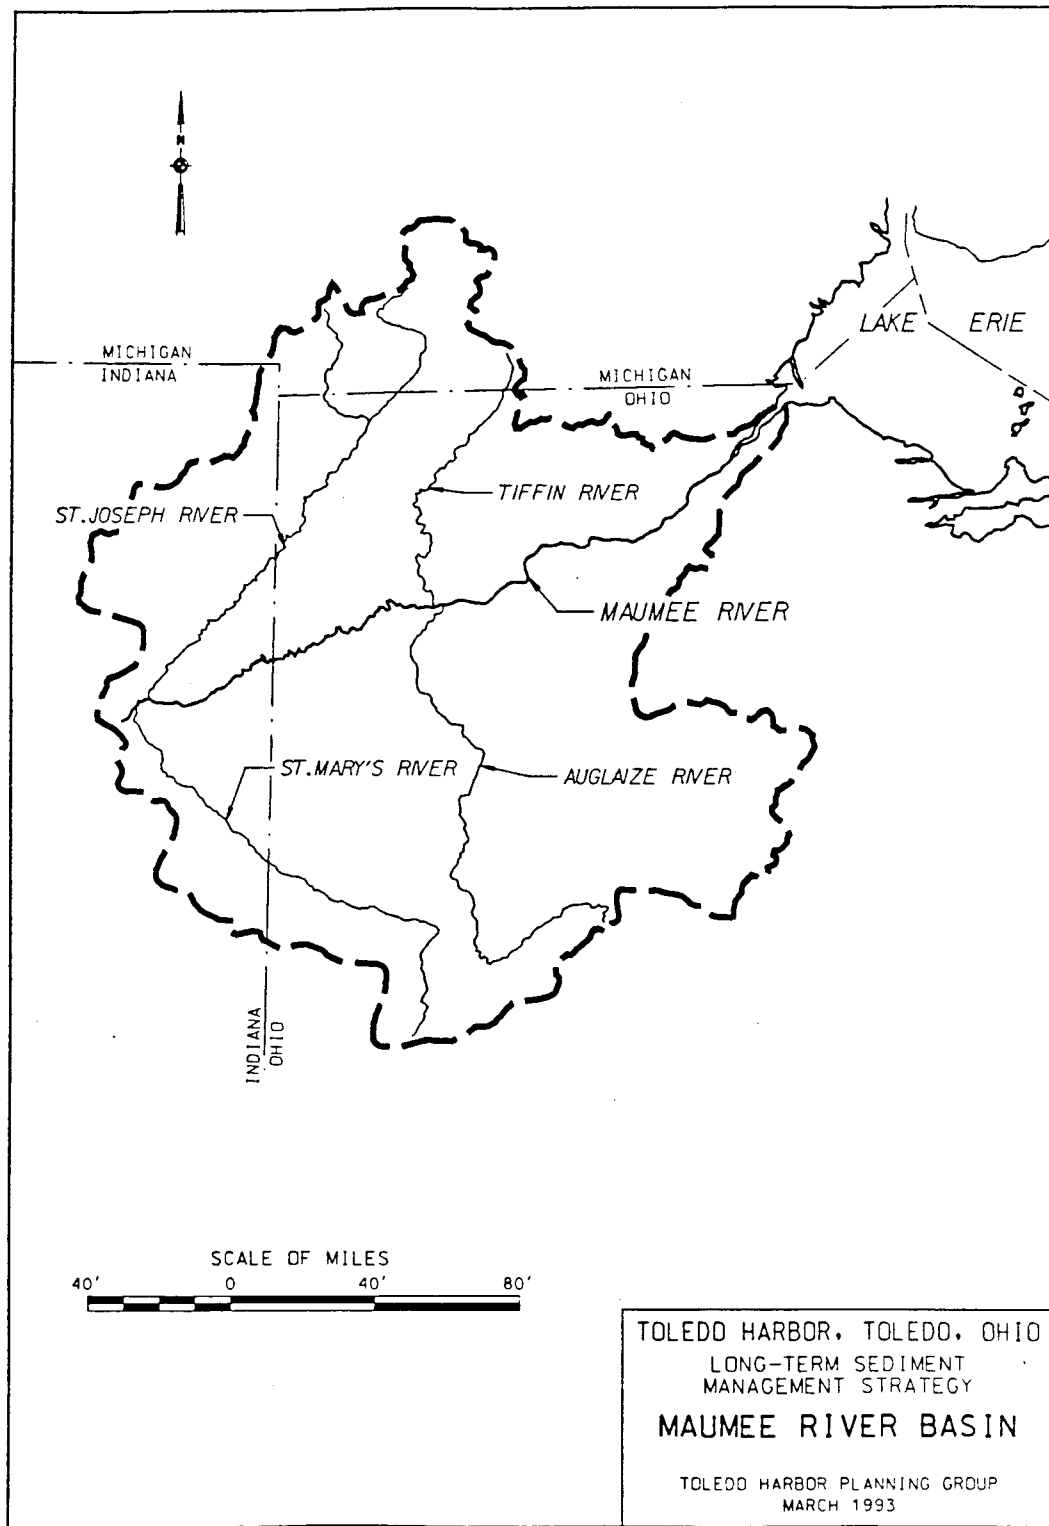 N
LAKE ERIE
MICHIGAN
INDIANA
MICHIGAN
OHIO
TIFFIN RIVER
ST.JOSEPH RIVER
MAUMEE RIVER
ST.MARY'S RIVER
AUGLAIZE RIVER
INDIANA
OHIO
SCALE OF MILES
40' 0 40' 80'
TOLEDO HARBOR, TOLEDO, OHIO
LONG-TERM SEDIMENT
MANAGEMENT STRATEGY
MAUMEE RIVER BASIN
TOLEDO HARBOR PLANNING GROUP
MARCH 1993